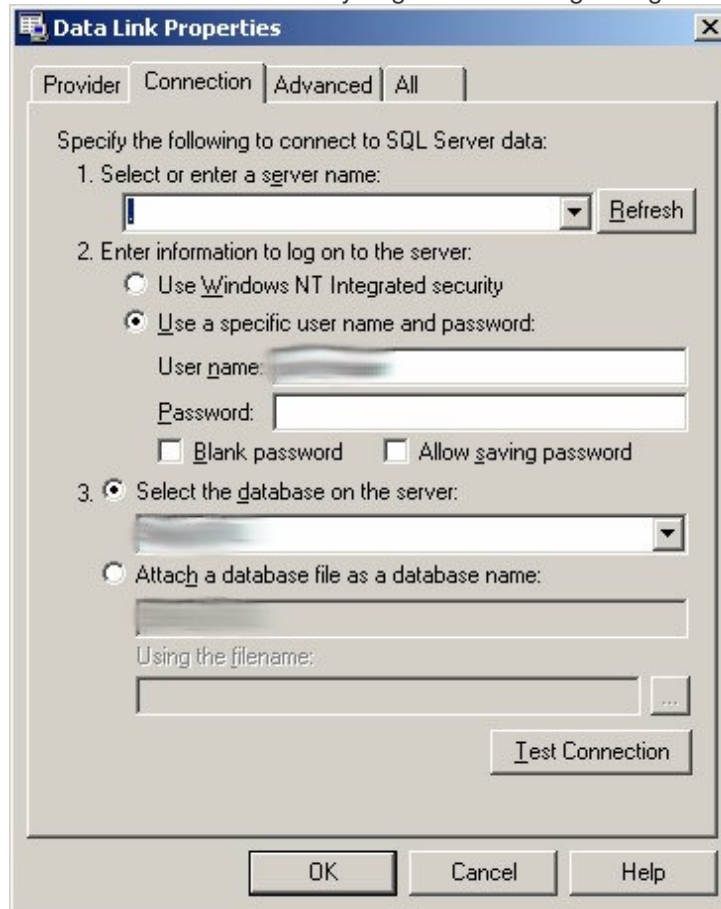 Data Link Properties
Provider Connection Advanced All
Specify the following to connect to SQL Server data:
1. Select or enter a server name:
. Refresh
2. Enter information to log on to the server:
Use Windows NT Integrated security
Use a specific user name and password:
User name:
Password:
Blank password Allow saving password
3. Select the database on the server:
Attach a database file as a database name:
Using the filename:
...
Test Connection
OK Cancel Help